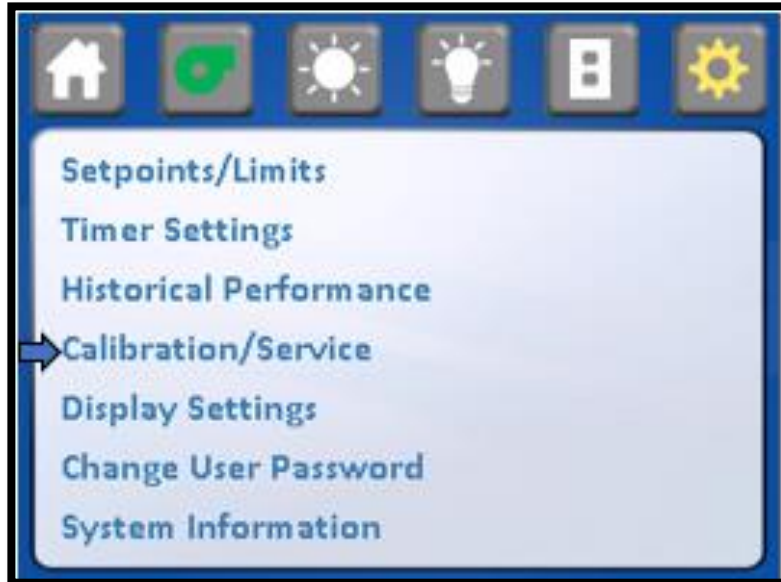 Setpoints/Limits
Timer Settings
Historical Performance
Calibration/Service
Display Settings
Change User Password
System Information